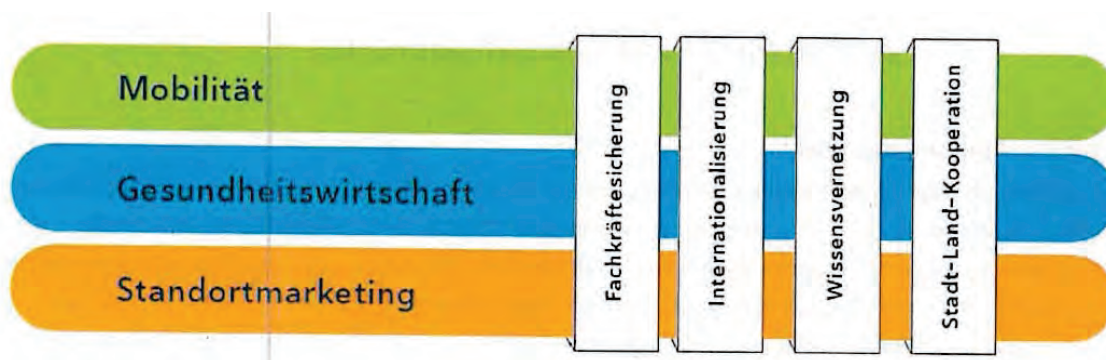 Mobilität
Gesundheitswirtschaft
Standortmarketing
Fachkräftesicherung
Internationalisierung
Wissensvernetzung
Stadt-Land-Kooperation